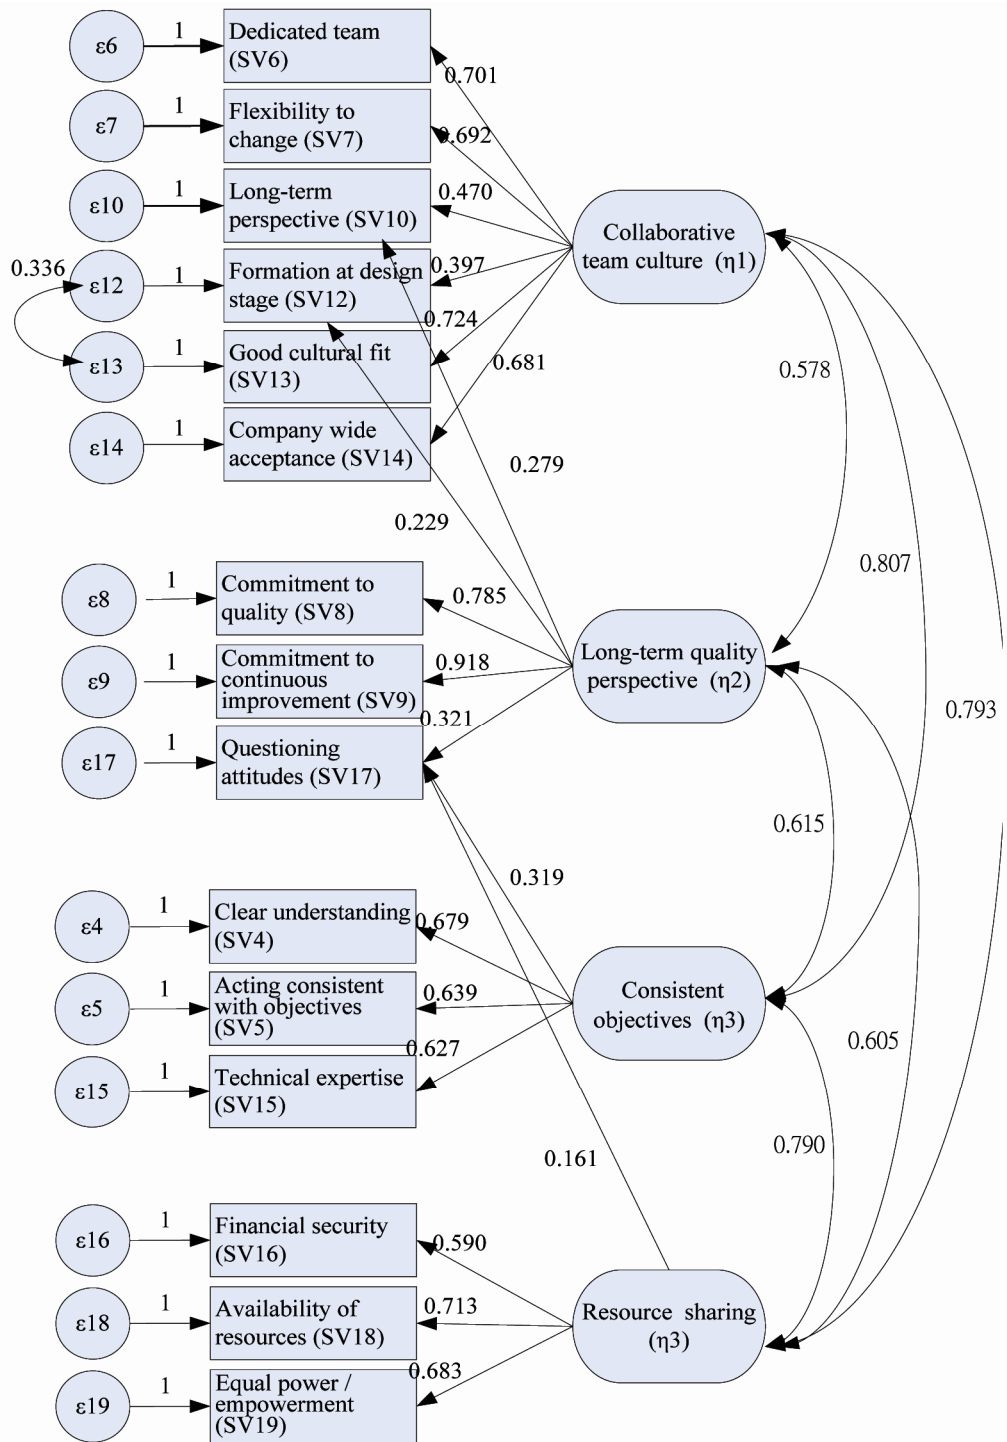 ε6
1
Dedicated team
(SV6)
0.701
ε7
1
Flexibility to
change (SV7)
0.692
ε10
1
Long-term
perspective (SV10)
0.470
Collaborative
team culture (η1)
0.336
ε12
1
Formation at design
stage (SV12)
0.397
ε13
1
Good cultural fit
(SV13)
0.724
0.681
0.578
ε14
1
Company wide
acceptance (SV14)
0.279
0.229
0.807
ε8
1
Commitment to
quality (SV8)
0.785
ε9
1
Commitment to
continuous
improvement (SV9)
0.918
Long-term quality
perspective (η2)
0.793
0.321
ε17
1
Questioning
attitudes (SV17)
0.615
0.319
ε4
1
Clear understanding
(SV4)
0.679
ε5
1
Acting consistent
with objectives
(SV5)
0.639
Consistent
objectives (η3)
0.605
0.627
ε15
1
Technical expertise
(SV15)
0.161
0.790
ε16
1
Financial security
(SV16)
0.590
ε18
1
Availability of
resources (SV18)
0.713
Resource sharing
(η3)
0.683
ε19
1
Equal power /
empowerment
(SV19)